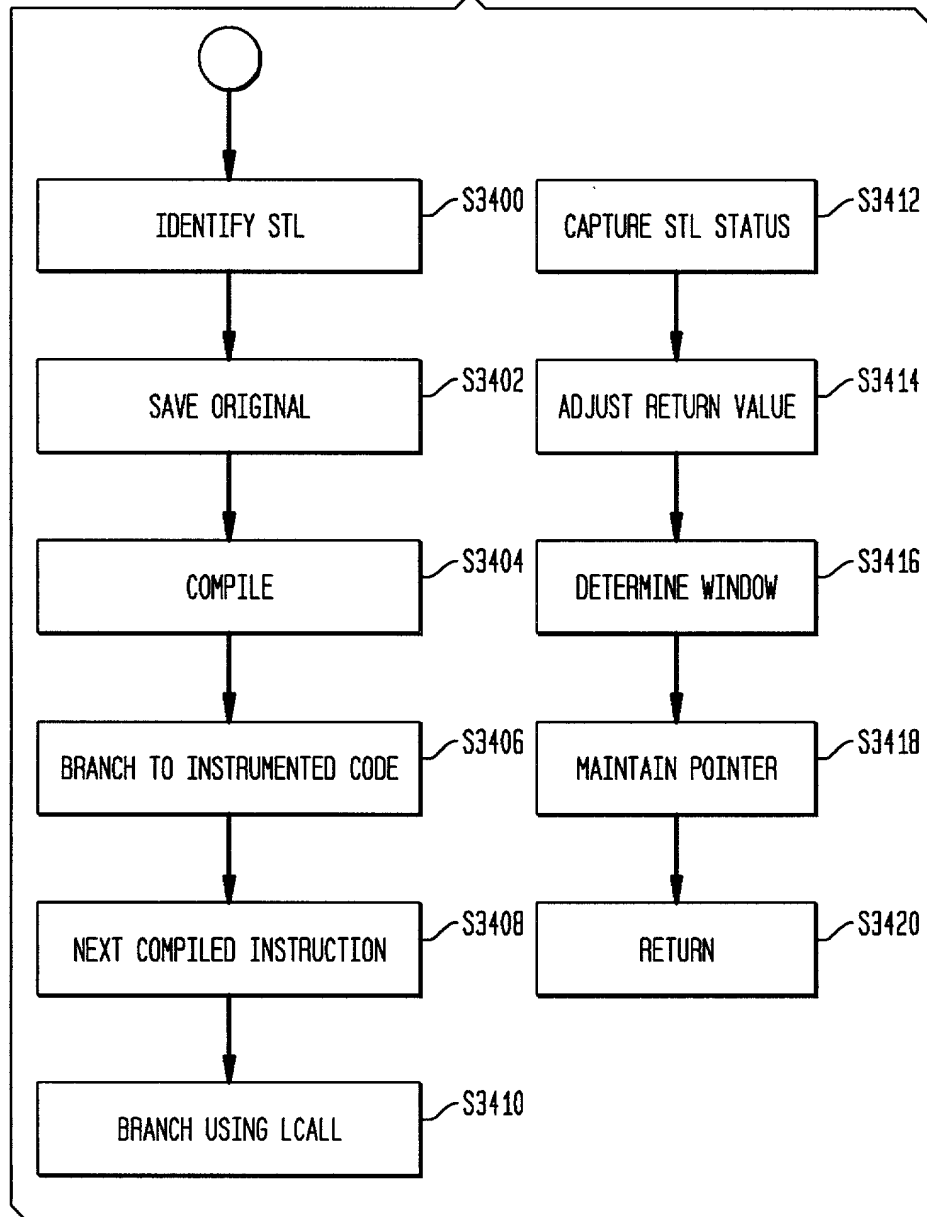 IDENTIFY STL
S3400
SAVE ORIGINAL
S3402
COMPILE
S3404
BRANCH TO INSTRUMENTED CODE
S3406
NEXT COMPILED INSTRUCTION
S3408
BRANCH USING LCALL
S3410
CAPTURE STL STATUS
S3412
ADJUST RETURN VALUE
S3414
DETERMINE WINDOW
S3416
MAINTAIN POINTER
S3418
RETURN
S3420